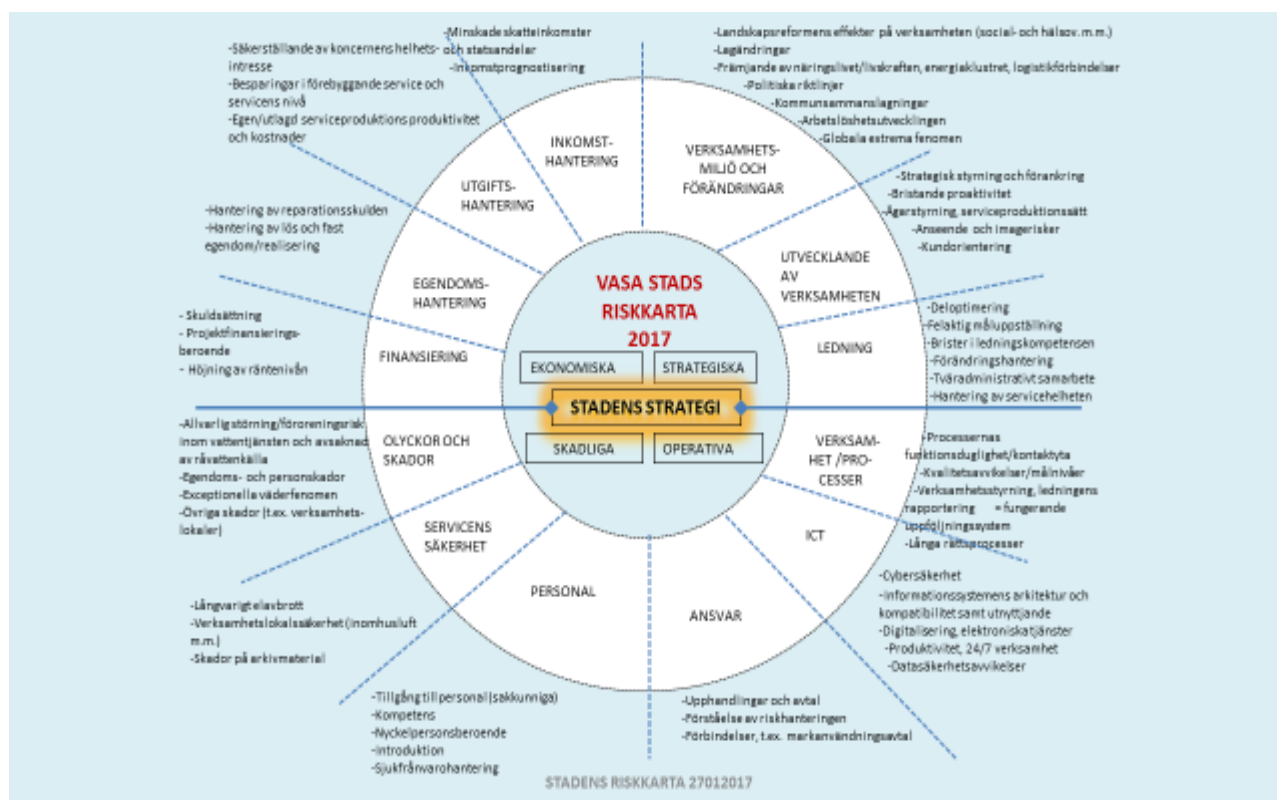 -Minskade skatteinkomster
och statsandelar
-Inkomstprognostisering
-Landskapsreformens effekter på verksamheten (social- och hälsov. m.m.)
-Lagändringar
-Främjande av näringslivet/livskraften, energiaklustret, logistikförbindelser
-Politiska riktlinjer
-Kommunsammanslagningar
-Arbetslöshetsutvecklingen
-Globala extrema fenomen
-Säkerställande av koncernens helhets-
intresse
-Besparingar i förebyggande service och
servicens nivå
-Egen/utlagd serviceproduktions produktivitet
och kostnader
INKOMST-
HANTERING
VERKSAMHETS-
MILJÖ OCH
FÖRÄNDRINGAR
UTGIFTS-
HANTERING
-Strategisk styrning och förankring
-Bristande proaktivitet
-Ägarstyrning, serviceproduktionssätt
-Anseende och imagerisker
-Kundorientering
-Hantering av reparationsskulden
-Hantering av lös och fast
egendom/realisering
UTVECKLANDE
AV
VERKSAMHETEN
EGENDOMS-
HANTERING
VASA STADS
RISKKARTA
2017
- Skuldsättning
- Projektfinansierings-
beroende
- Höjning av räntenivån
FINANSIERING
LEDNING
-Deloptimering
-Felaktig måluppställning
-Brister i ledningskompetensen
-Förändringshantering
-Tväradministrativt samarbete
-Hantering av servicehelheten
EKONOMISKA
STRATEGISKA
STADENS STRATEGI
SKADLIGA
OPERATIVA
-Allvarlig störning/föroreningsrisk
inom vattentjänsten och avsaknad
av råvattenkälla
-Egendoms- och personskador
-Exceptionella väderfenomen
-Övriga skador (t.ex. verksamhets-
lokaler)
OLYCKOR OCH
SKADOR
VERKSAM-
HET /PRO-
CESSER
-Processernas
funktionsduglighet/kontaktyta
-Kvalitetsavvikelser/målnivåer
-Verksamhetsstyrning, ledningens
rapportering = fungerande
uppföljningssystem
-Långa rättsprocesser
SERVICENS
SÄKERHET
ICT
-Cybersäkerhet
-Informationssystemens arkitektur och
kompatibilitet samt utnyttjande
-Digitalisering, elektroniska tjänster
-Produktivitet, 24/7 verksamhet
-Datasäkerhetsavvikelser
-Långvarigt elavbrott
-Verksamhetslokalssäkerhet (inomhusluft
m.m.)
-Skador på arkivmaterial
PERSONAL
ANSVAR
-Tillgång till personal (sakkunniga)
-Kompetens
-Nyckelpersonsberoende
-Introduktion
-Sjukfrånvarohantering
-Upphandlingar och avtal
-Förståelse av riskhanteringen
-Förbindelser, t.ex. markanvändningsavtal
STADENS RISKKARTA 27012017